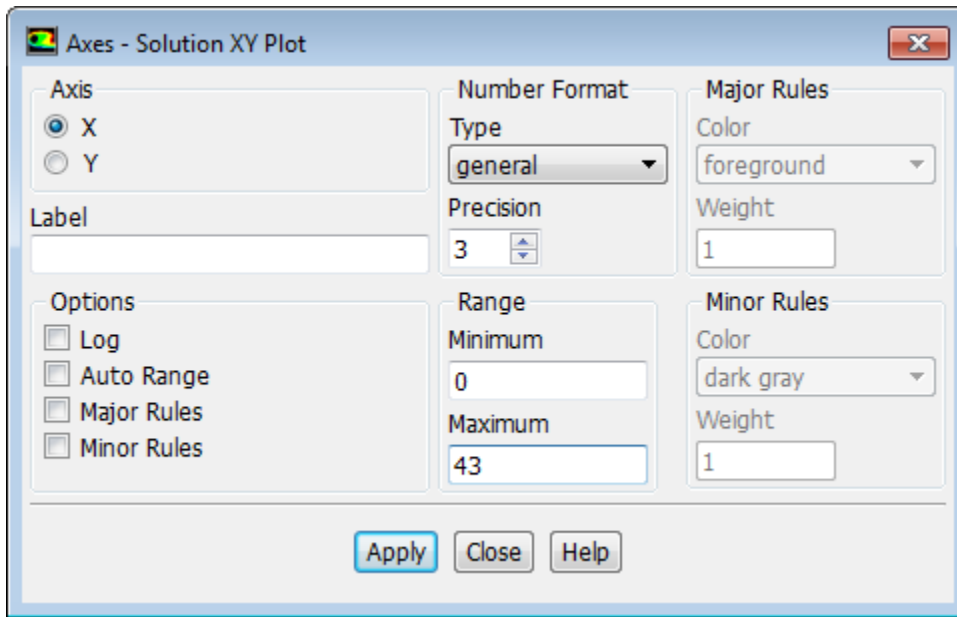 Axes - Solution XY Plot
Axis
X
Y
Label
Options
Log
Auto Range
Major Rules
Minor Rules
Number Format
Type
general
Precision
3
Range
Minimum
0
Maximum
43
Major Rules
Color
foreground
Weight
1
Minor Rules
Color
dark gray
Weight
1
Apply Close Help